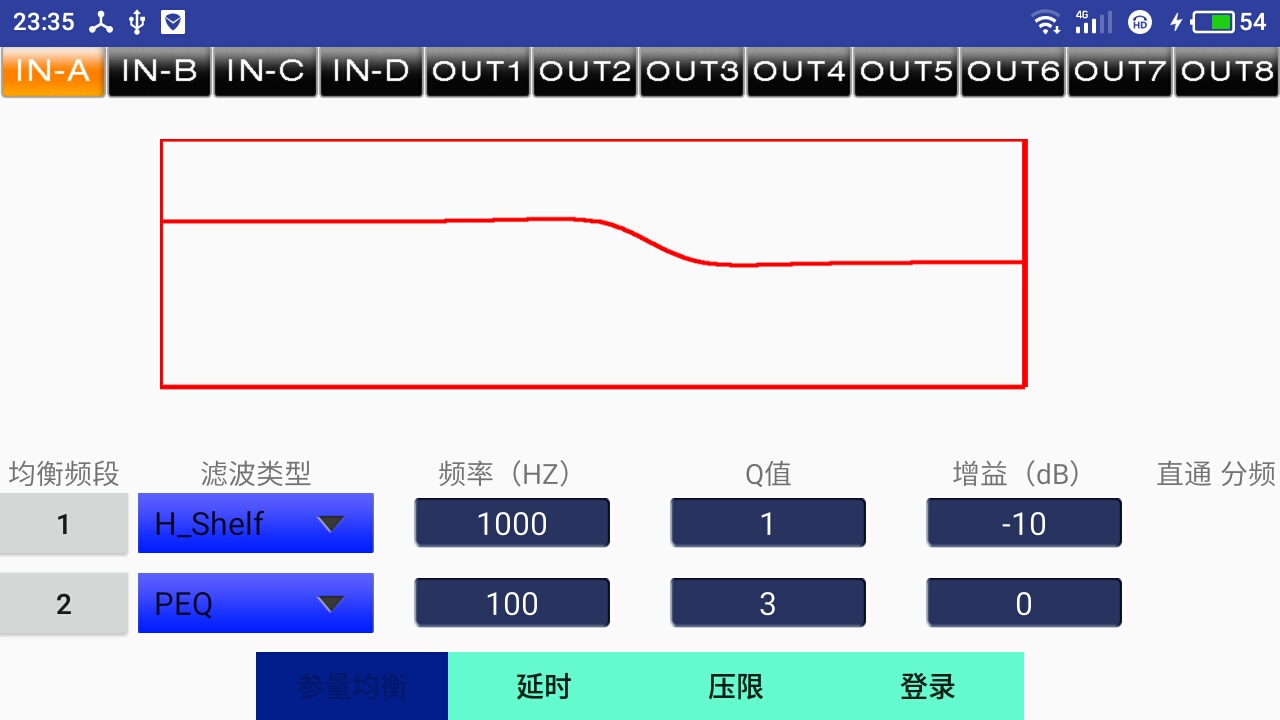 23:35 4G HD 54
IN-A IN-B IN-C IN-D OUT1 OUT2 OUT3 OUT4 OUT5 OUT6 OUT7 OUT8
均衡频段 滤波类型 频率（HZ） Q值 增益（dB） 直通 分频
1 H_Shelf 1000 1 -10
2 PEQ 100 3 0
参量均衡 延时 压限 登录